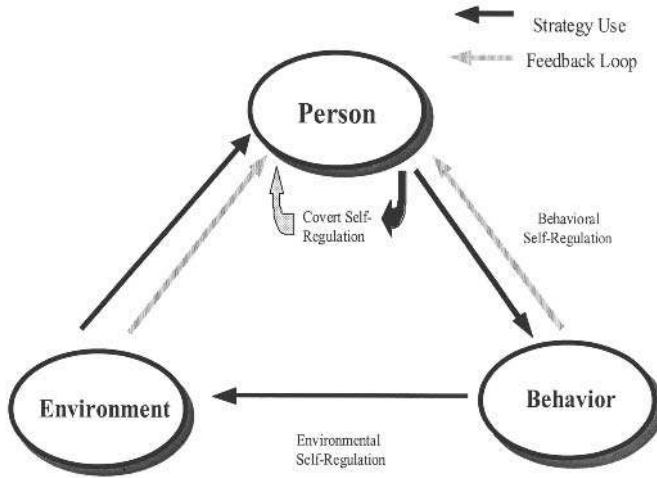 Strategy Use
Feedback Loop
Person
Covert Self-
Regulation
Behavioral
Self-Regulation
Environment
Behavior
Environmental
Self-Regulation